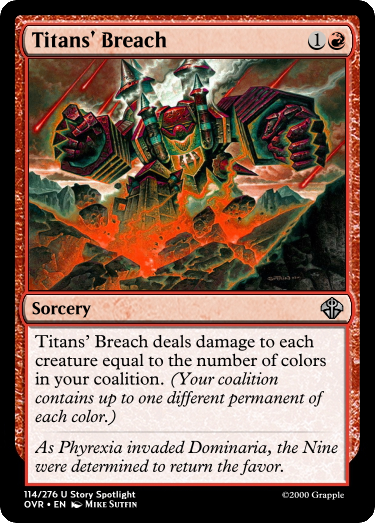 Titans' Breach
1
Sorcery
Titans' Breach deals damage to each
creature equal to the number of colors
in your coalition. (Your coalition
contains up to one different permanent of
each color.)
As Phyrexia invaded Dominaria, the Nine
were determined to return the favor.
114/276 U Story Spotlight
OVR • EN Mike Sutfin
©2000 Grapple